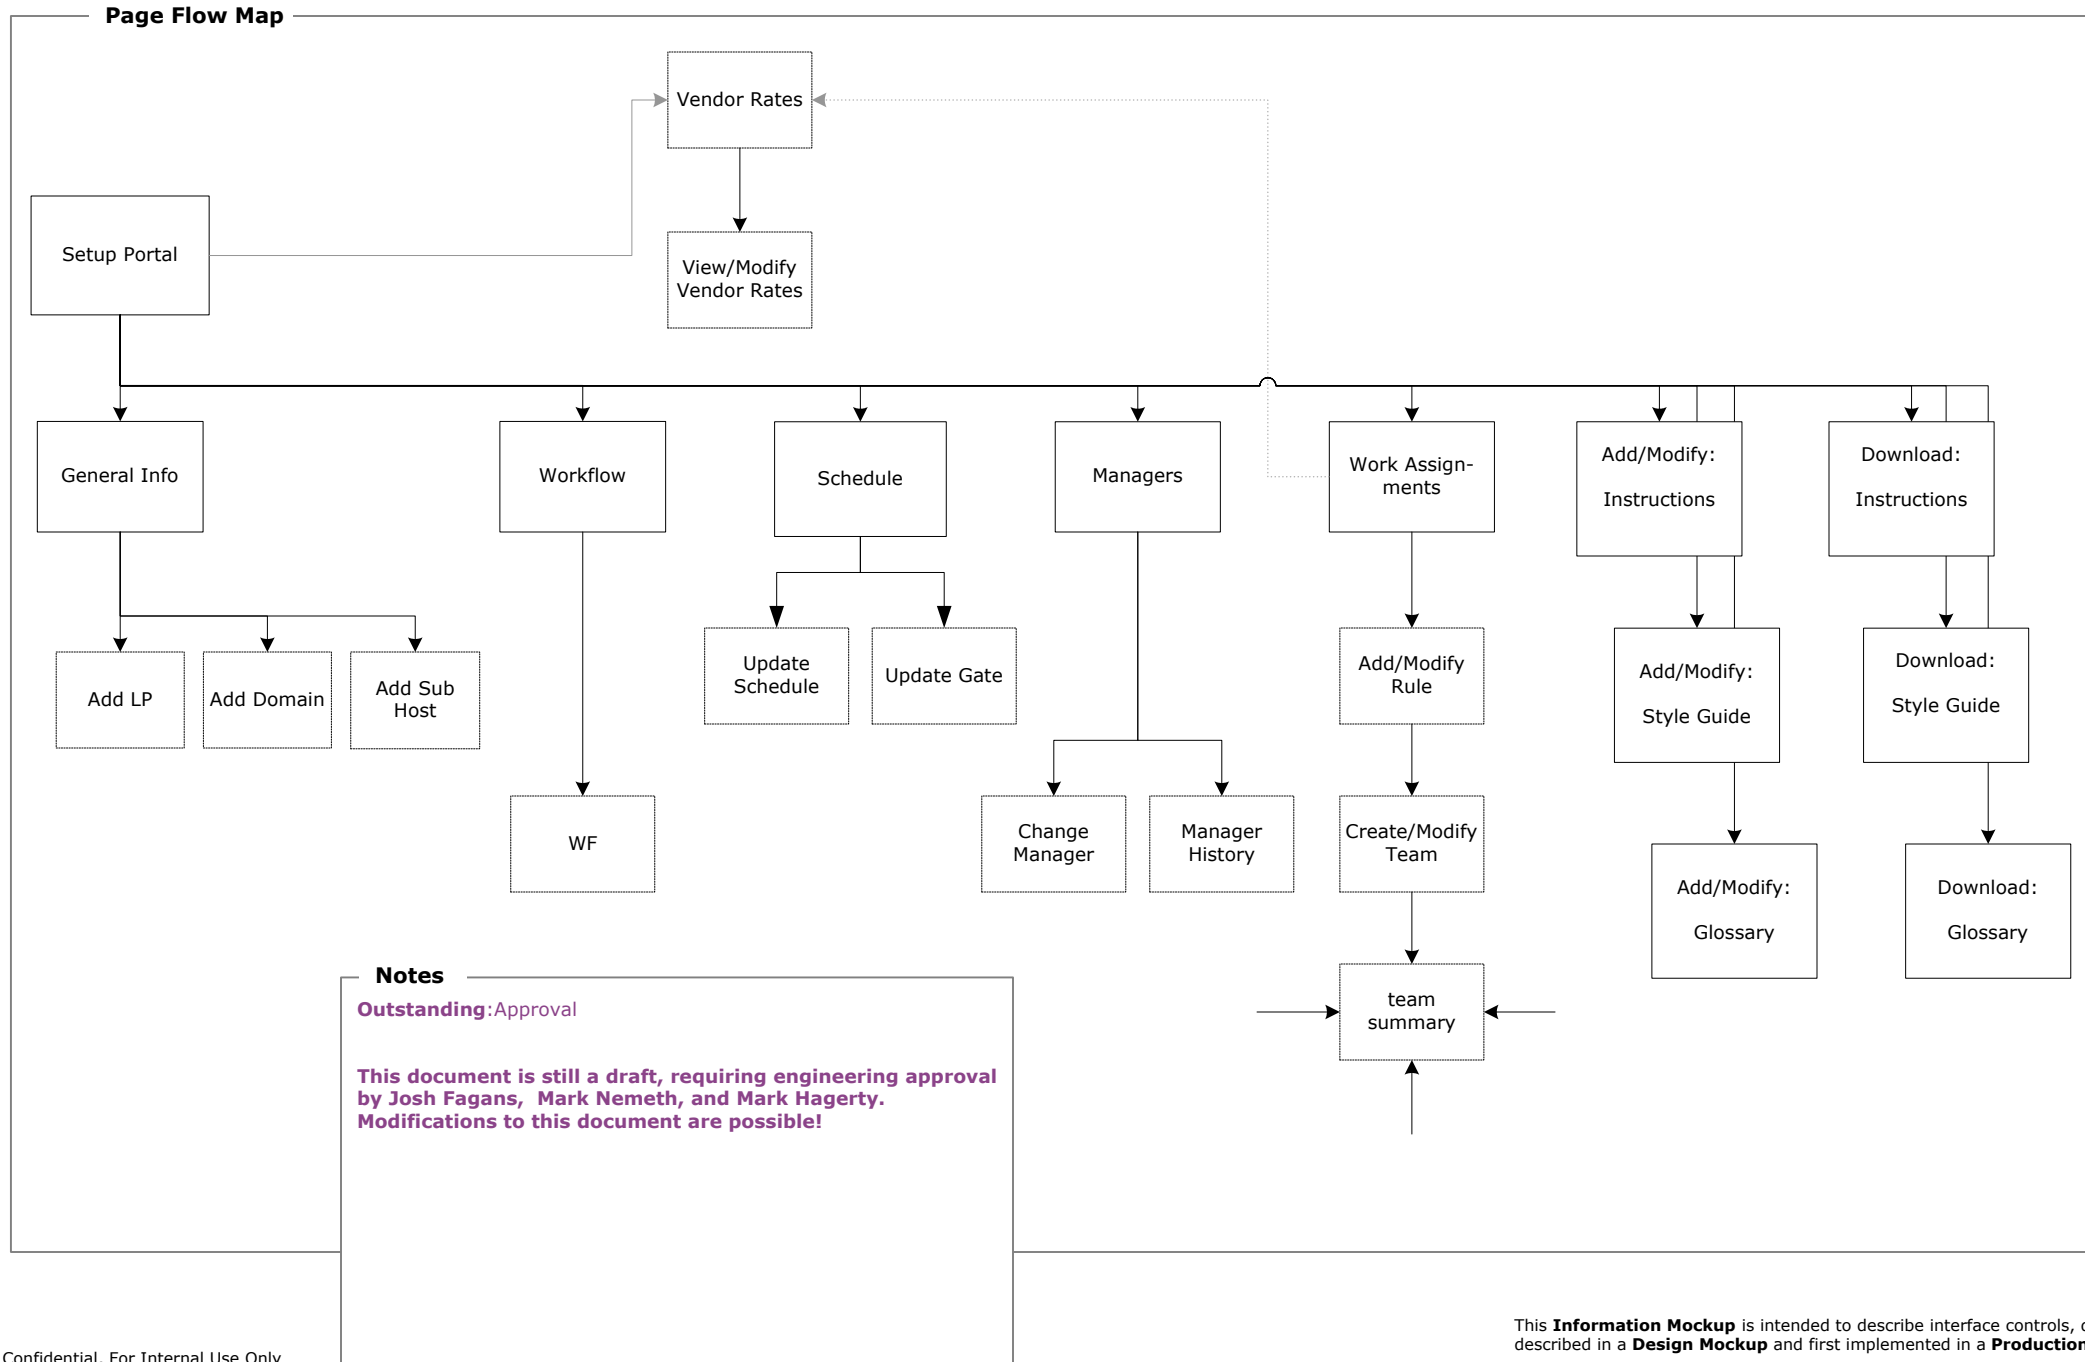 Page Flow Map
Vendor Rates
Setup Portal
View/Modify
Vendor Rates
General Info
Workflow
Schedule
Managers
Work Assign-
ments
Add/Modify:
Instructions
Download:
Instructions
Add LP
Add Domain
Add Sub
Host
Update
Schedule
Update Gate
Add/Modify
Rule
Add/Modify:
Style Guide
Download:
Style Guide
WF
Change
Manager
Manager
History
Create/Modify
Team
Add/Modify:
Glossary
Download:
Glossary
team
summary
Notes
Outstanding:Approval
This document is still a draft, requiring engineering approval
by Josh Fagans,  Mark Nemeth, and Mark Hagerty.
Modifications to this document are possible!
This Information Mockup is intended to describe interface controls,
described in a Design Mockup and first implemented in a Production
Confidential. For Internal Use Only